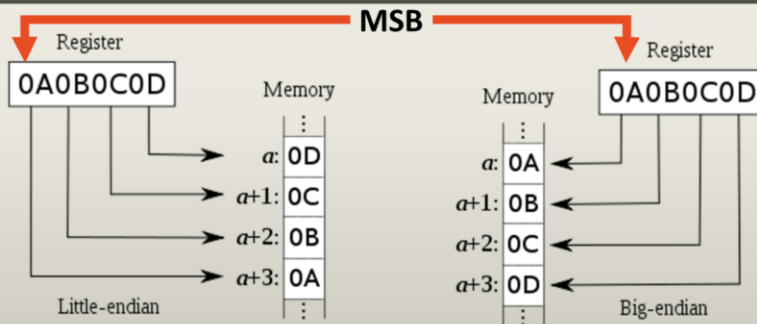 MSB
Register
0A0B0C0D
Memory
⋮
a: 0D
a+1: 0C
a+2: 0B
a+3: 0A
⋮
Little-endian
Register
0A0B0C0D
Memory
⋮
a: 0A
a+1: 0B
a+2: 0C
a+3: 0D
⋮
Big-endian